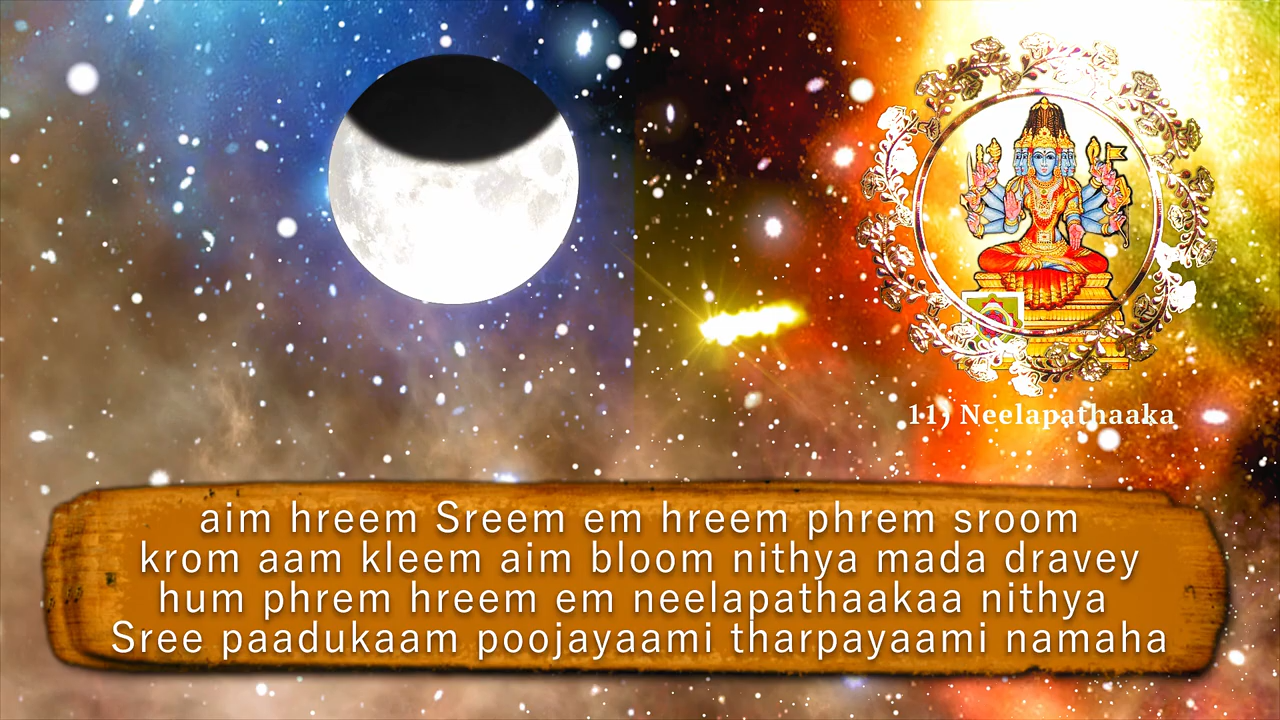 11) Neelapathaaka
aim hreem Sreem em hreem phrem sroom
krom aam kleem aim bloom nithya mada dravey
hum phrem hreem em neelapathaakaa nithya
Sree paadukaam poojayaami tharpayaami namaha